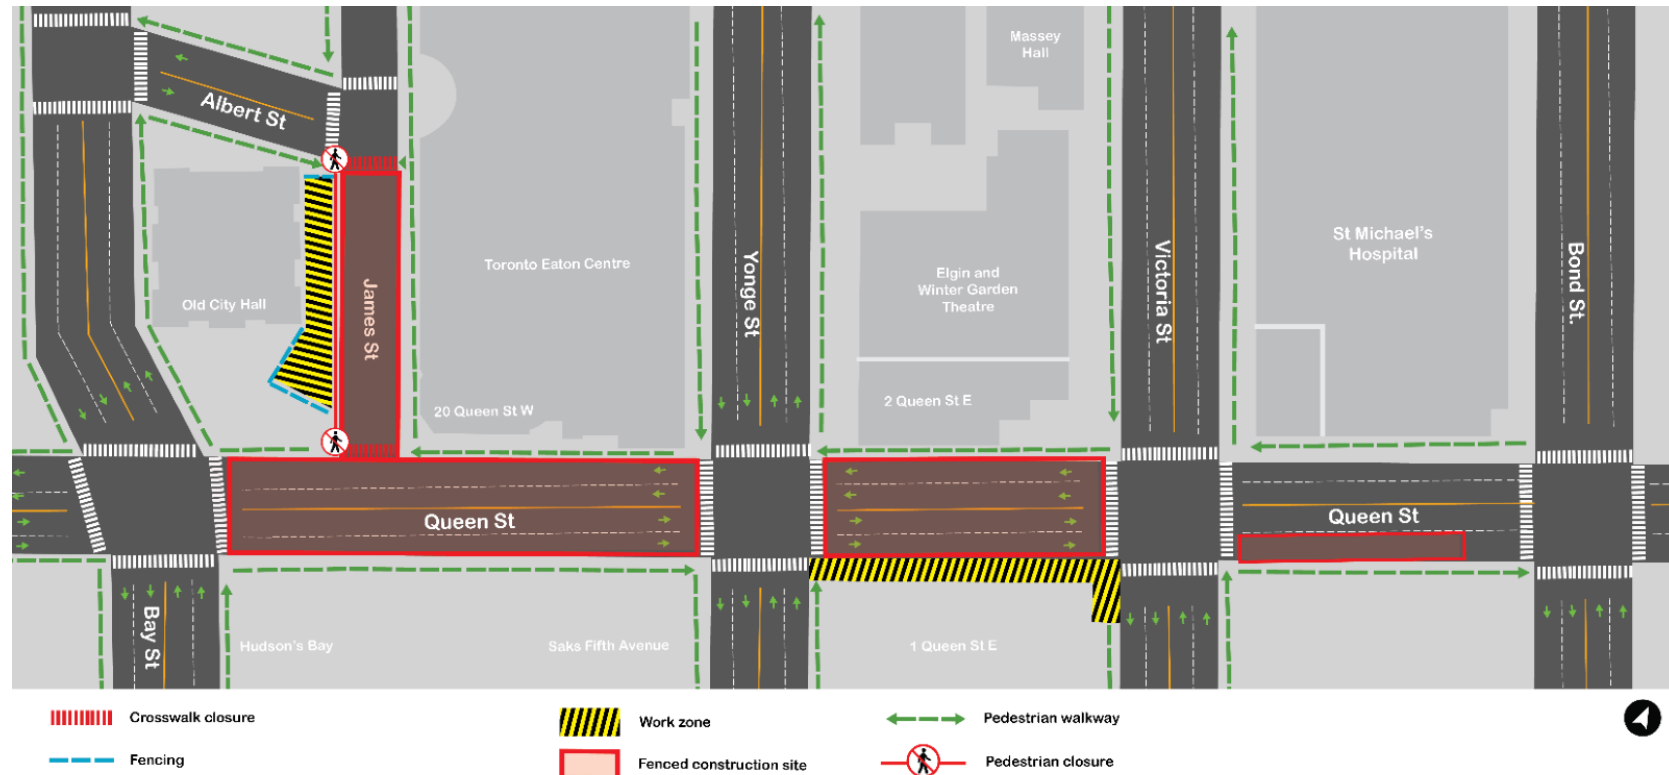 Massey
Hall
Albert St
St Michael's
Hospital
Toronto Eaton Centre
Elgin and
Winter Garden
Theatre
Yonge St
Victoria St
Bond St.
Old City Hall
James St
20 Queen St W
2 Queen St E
Queen St
Queen St
Bay St
Hudson's Bay
Saks Fifth Avenue
1 Queen St E
Crosswalk closure
Work zone
Pedestrian walkway
Fencing
Fenced construction site
Pedestrian closure